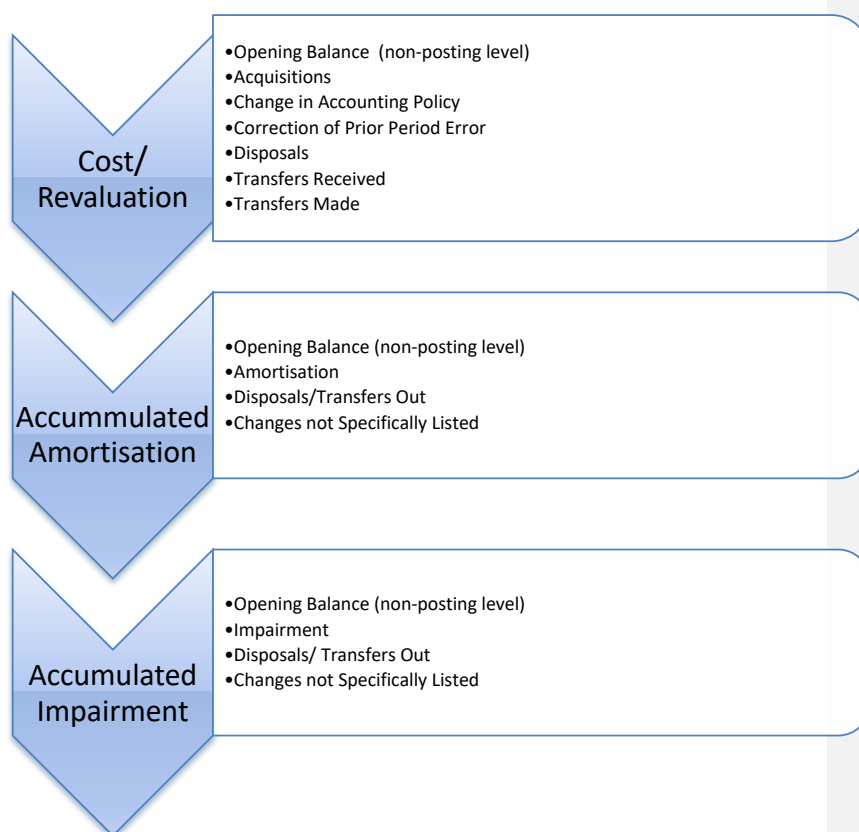 Cost/
Revaluation
•Opening Balance  (non-posting level)
•Acquisitions
•Change in Accounting Policy
•Correction of Prior Period Error
•Disposals
•Transfers Received
•Transfers Made
Accummulated
Amortisation
•Opening Balance (non-posting level)
•Amortisation
•Disposals/Transfers Out
•Changes not Specifically Listed
Accumulated
Impairment
•Opening Balance (non-posting level)
•Impairment
•Disposals/ Transfers Out
•Changes not Specifically Listed